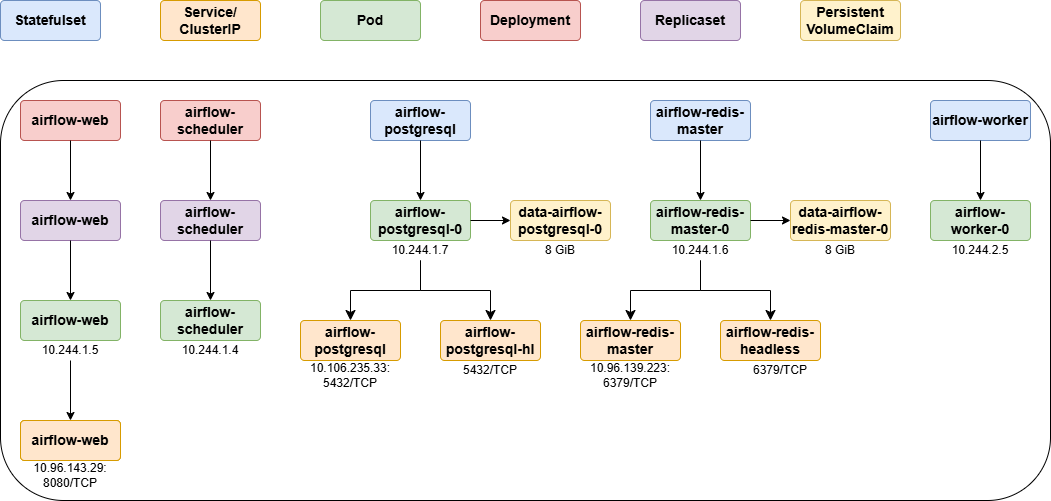 Statefulset
Service/
ClusterIP
Pod
Deployment
Replicaset
Persistent
VolumeClaim
airflow-web
airflow-
scheduler
airflow-
postgresql
airflow-redis-
master
airflow-worker
airflow-web
airflow-
scheduler
airflow-
postgresql-0
10.244.1.7
data-airflow-
postgresql-0
8 GiB
airflow-redis-
master-0
10.244.1.6
data-airflow-
redis-master-0
8 GiB
airflow-
worker-0
10.244.2.5
airflow-web
10.244.1.5
airflow-
scheduler
10.244.1.4
airflow-
postgresql
10.106.235.33:
5432/TCP
airflow-
postgresql-hl
5432/TCP
airflow-redis-
master
10.96.139.223:
6379/TCP
airflow-redis-
headless
6379/TCP
airflow-web
10.96.143.29:
8080/TCP